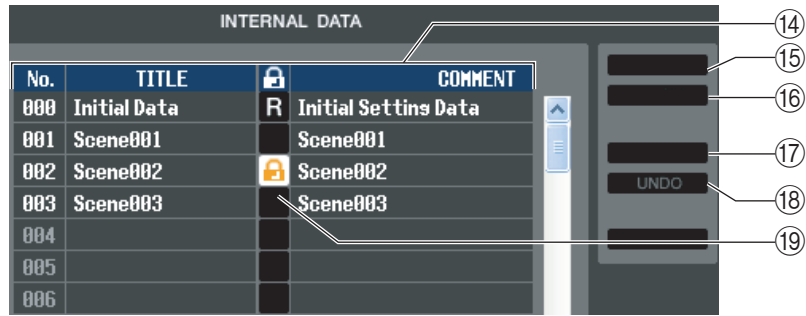 INTERNAL DATA
⑭
⑮
No. TITLE COMMENT
⑯
000 Initial Data R Initial Setting Data
001 Scene001 Scene001
⑰
002 Scene002 Scene002
UNDO
⑱
003 Scene003 Scene003
⑲
004
005
006